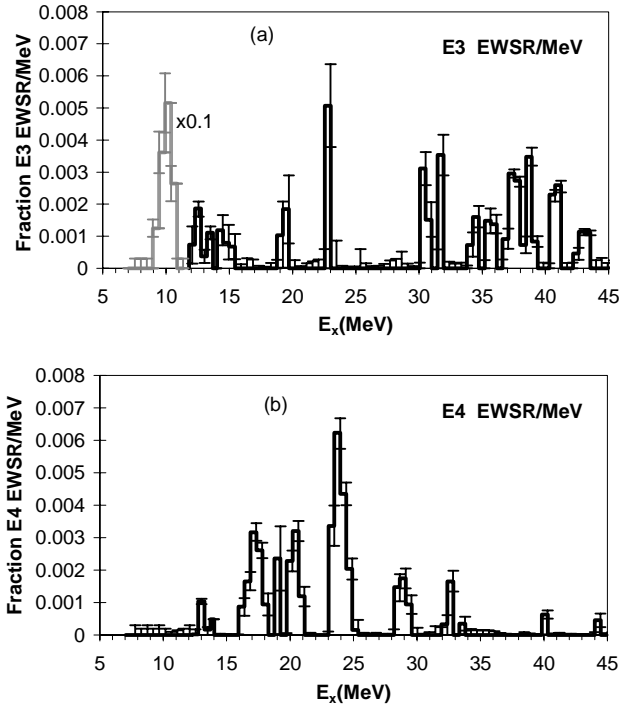 (a)
E3 EWSR/MeV
x0.1
Fraction E3 EWSR/MeV
0.008
0.007
0.006
0.005
0.004
0.003
0.002
0.001
0
5 10 15 20 25 30 35 40 45
Ex(MeV)
(b)
E4 EWSR/MeV
Fraction E4 EWSR/MeV
0.008
0.007
0.006
0.005
0.004
0.003
0.002
0.001
0
5 10 15 20 25 30 35 40 45
Ex(MeV)